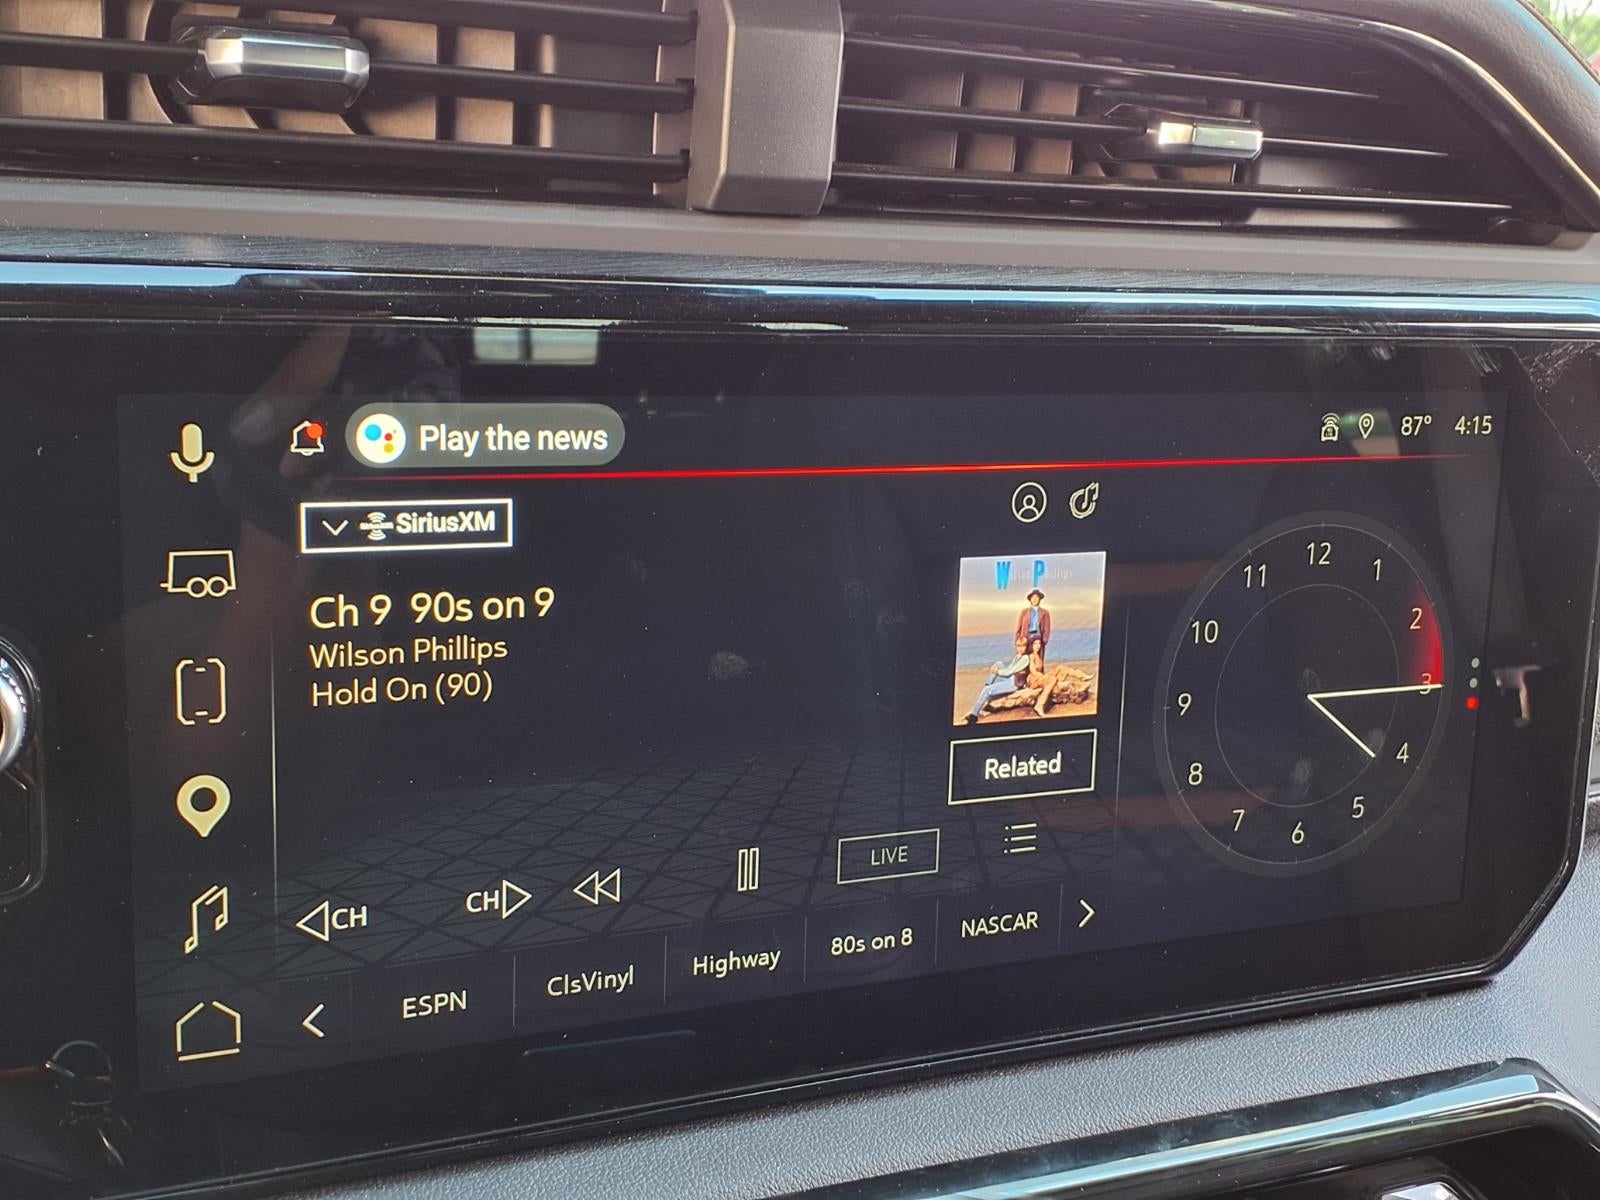 Play the news
87° 4:15
SiriusXM
Ch 9 90s on 9
Wilson Phillips
Hold On (90)
Wilson Phillips
Related
LIVE
CH
CH
ESPN
ClsVinyl
Highway
80s on 8
NASCAR
12
1
2
3
4
5
6
7
8
9
10
11